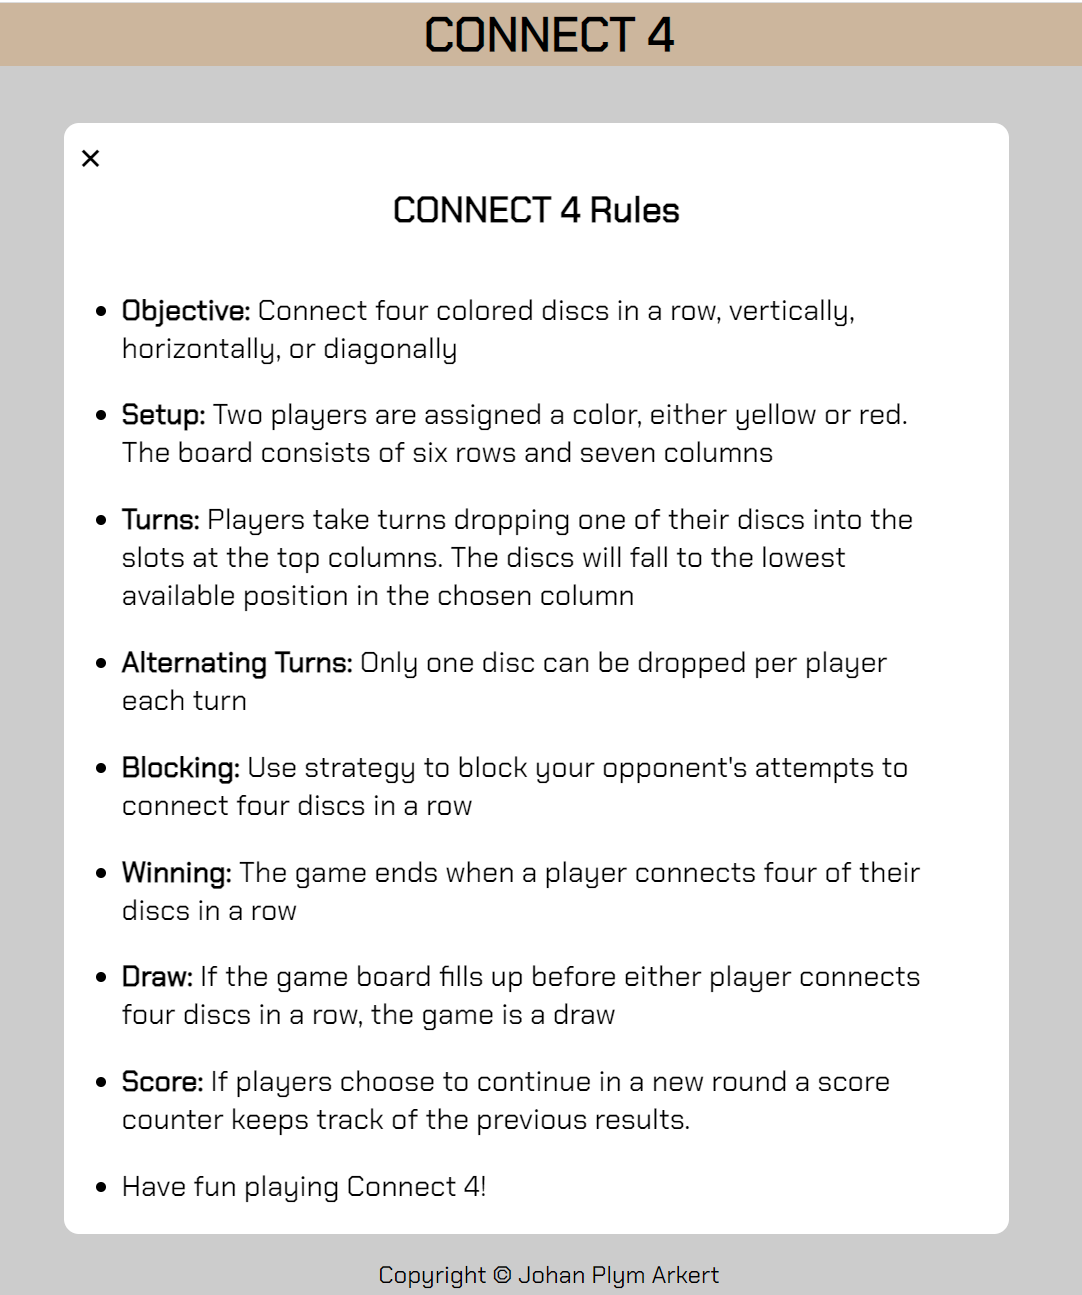 CONNECT 4
×
CONNECT 4 Rules
• Objective: Connect four colored discs in a row, vertically,
horizontally, or diagonally
• Setup: Two players are assigned a color, either yellow or red.
The board consists of six rows and seven columns
• Turns: Players take turns dropping one of their discs into the
slots at the top columns. The discs will fall to the lowest
available position in the chosen column
• Alternating Turns: Only one disc can be dropped per player
each turn
• Blocking: Use strategy to block your opponent's attempts to
connect four discs in a row
• Winning: The game ends when a player connects four of their
discs in a row
• Draw: If the game board fills up before either player connects
four discs in a row, the game is a draw
• Score: If players choose to continue in a new round a score
counter keeps track of the previous results.
• Have fun playing Connect 4!
Copyright © Johan Plym Arkert